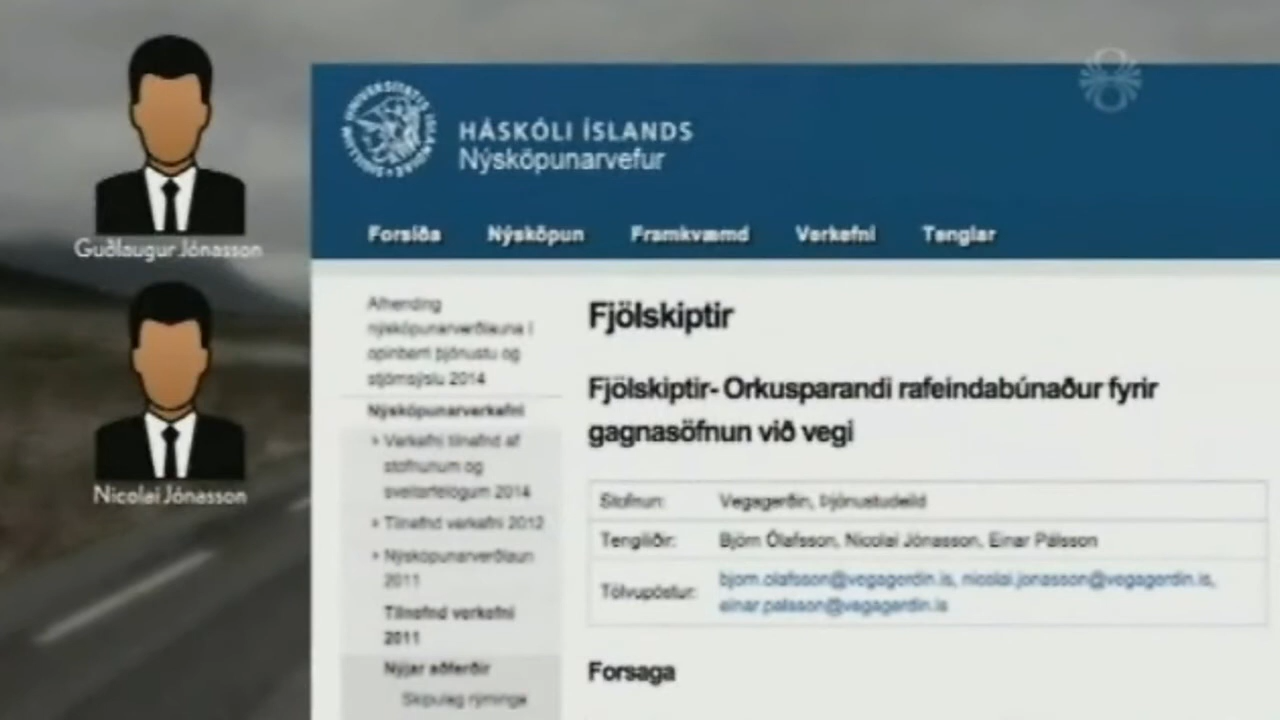 Guðlaugur Jónasson
Nicolai Jónasson
HÁSKÓLI ÍSLANDS
Nýsköpunarvefur
Forsíða Nýsköpun Framkvæmd Verkefni Tenglar
Afhending
nýsköpunarverðlauna í
opinberri þjónustu og
stjórnsýslu 2014
Nýsköpunarverkefni
Verkefni tilnefnd af
stofnunum og
sveitarfélögum 2014
Tilnefnd verkefni 2012
Nýsköpunarverðlaun
2011
Tilnefnd verkefni
2011
Nýjar aðferðir
Skipulag rýminga
Fjölskiptir
Fjölskiptir- Orkusparandi rafeindabúnaður fyrir
gagnasöfnun við vegi
Stofnun: Vegagerðin, Þjónustudeild
Tengiliðir: Björn Ólafsson, Nicolai Jónasson, Einar Pálsson
Tölvupóstur: bjorn.olafsson@vegagerdin.is, nicolai.jonasson@vegagerdin.is,
einar.palsson@vegagerdin.is
Forsaga